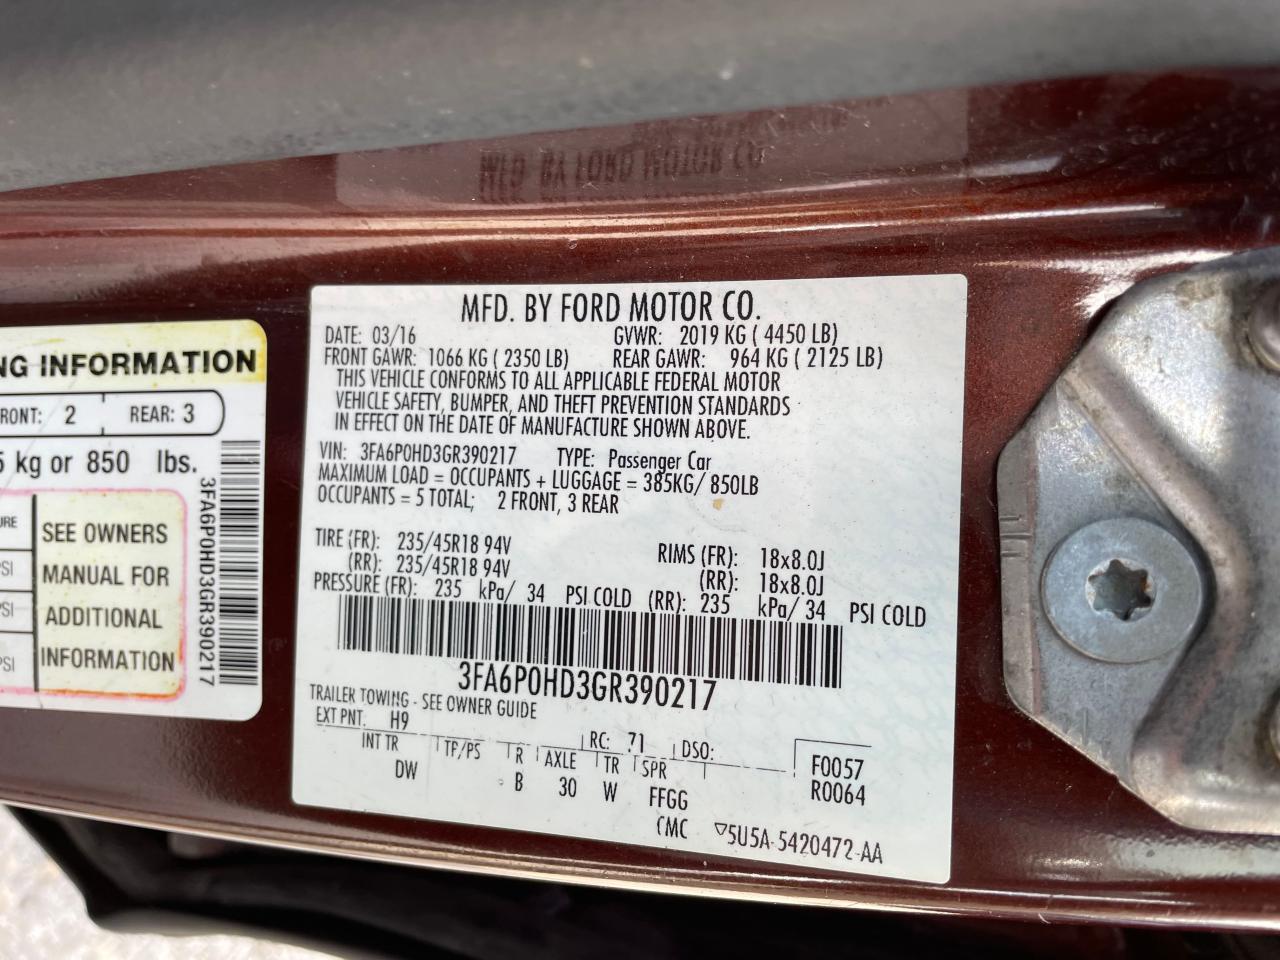 MFD. BY FORD MOTOR CO.
DATE: 03/16 GVWR: 2019 KG ( 4450 LB)
FRONT GAWR: 1066 KG ( 2350 LB) REAR GAWR: 964 KG ( 2125 LB)
THIS VEHICLE CONFORMS TO ALL APPLICABLE FEDERAL MOTOR
VEHICLE SAFETY, BUMPER, AND THEFT PREVENTION STANDARDS
IN EFFECT ON THE DATE OF MANUFACTURE SHOWN ABOVE.
VIN: 3FA6P0HD3GR390217 TYPE: Passenger Car
MAXIMUM LOAD = OCCUPANTS + LUGGAGE = 385KG/ 850LB
OCCUPANTS = 5 TOTAL; 2 FRONT, 3 REAR
TIRE (FR): 235/45R18 94V RIMS (FR): 18x8.0J
(RR): 235/45R18 94V (RR): 18x8.0J
PRESSURE (FR): 235 kPa/ 34 PSI COLD (RR): 235 kPa/ 34 PSI COLD
3FA6P0HD3GR390217
TRAILER TOWING - SEE OWNER GUIDE
EXT PNT: H9 RC: 71 DSO:
INT TR TP/PS R AXLE TR SPR F0057
DW B 30 W FFGG R0064
CMC ▽5U5A-5420472-AA
NG INFORMATION
RONT: 2 REAR: 3
5 kg or 850 lbs.
URE
PSI
PSI
PSI
SEE OWNERS
MANUAL FOR
ADDITIONAL
INFORMATION
3FA6P0HD3GR390217